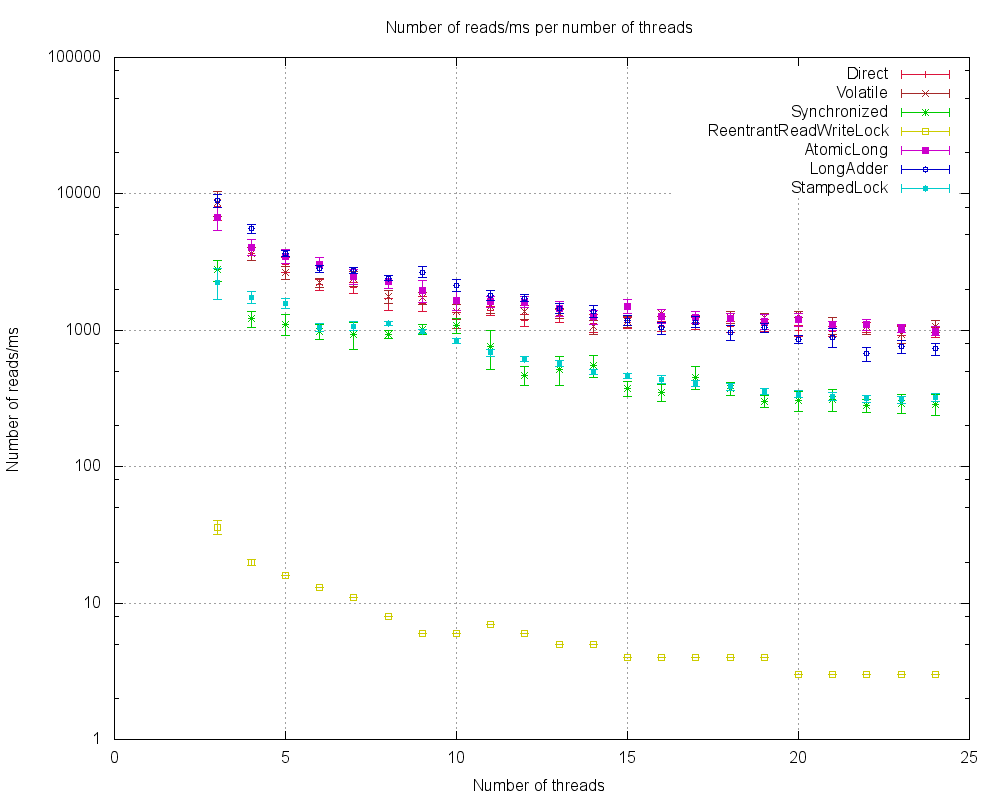 Number of reads/ms per number of threads
100000
10000
1000
100
10
1
Number of reads/ms
Direct
Volatile
Synchronized
ReentrantReadWriteLock
AtomicLong
LongAdder
StampedLock
0 5 10 15 20 25
Number of threads